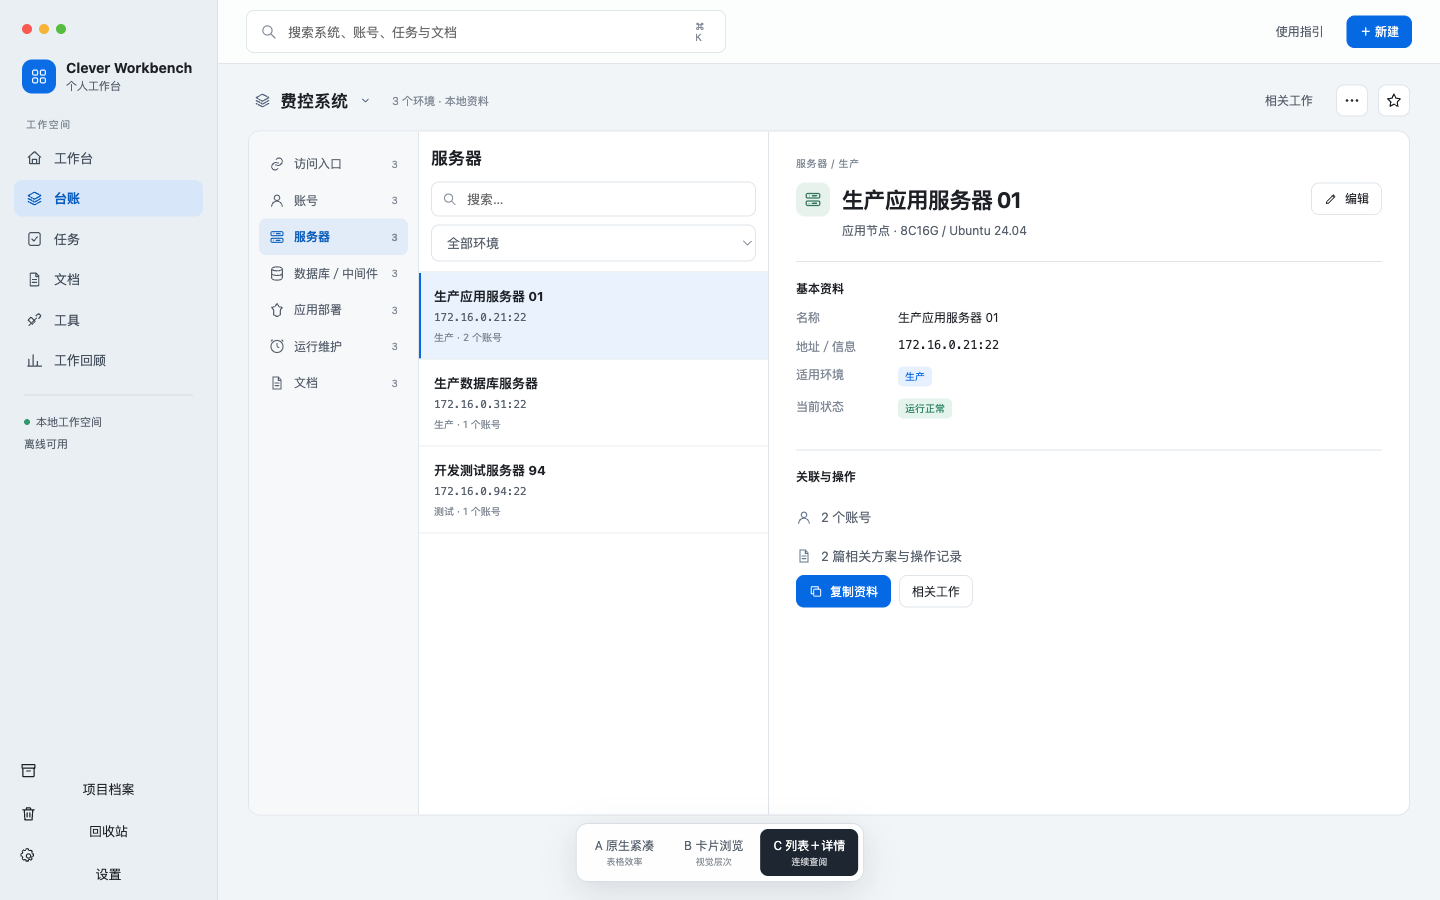 搜索系统、账号、任务与文档
⌘
K
使用指引
+ 新建
Clever Workbench
个人工作台
工作空间
工作台
台账
任务
文档
工具
工作回顾
本地工作空间
离线可用
项目档案
回收站
设置
费控系统
3 个环境 · 本地资料
相关工作
访问入口 3
账号 3
服务器 3
数据库 / 中间件 3
应用部署 3
运行维护 3
文档 3
服务器
搜索...
全部环境
生产应用服务器 01
172.16.0.21:22
生产 · 2 个账号
生产数据库服务器
172.16.0.31:22
生产 · 1 个账号
开发测试服务器 94
172.16.0.94:22
测试 · 1 个账号
服务器 / 生产
生产应用服务器 01
应用节点 · 8C16G / Ubuntu 24.04
编辑
基本资料
名称 生产应用服务器 01
地址 / 信息 172.16.0.21:22
适用环境 生产
当前状态 运行正常
关联与操作
2 个账号
2 篇相关方案与操作记录
复制资料
相关工作
A 原生紧凑
表格效率
B 卡片浏览
视觉层次
C 列表+详情
连续查阅